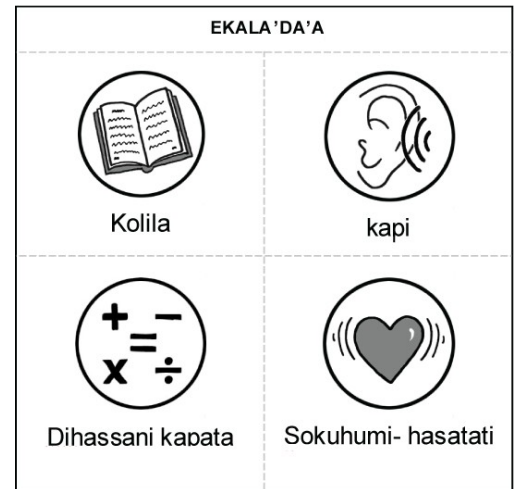 EKALA’DA’A
Kolila
kapi
Dihassani kapata
Sokuhumi- hasatati